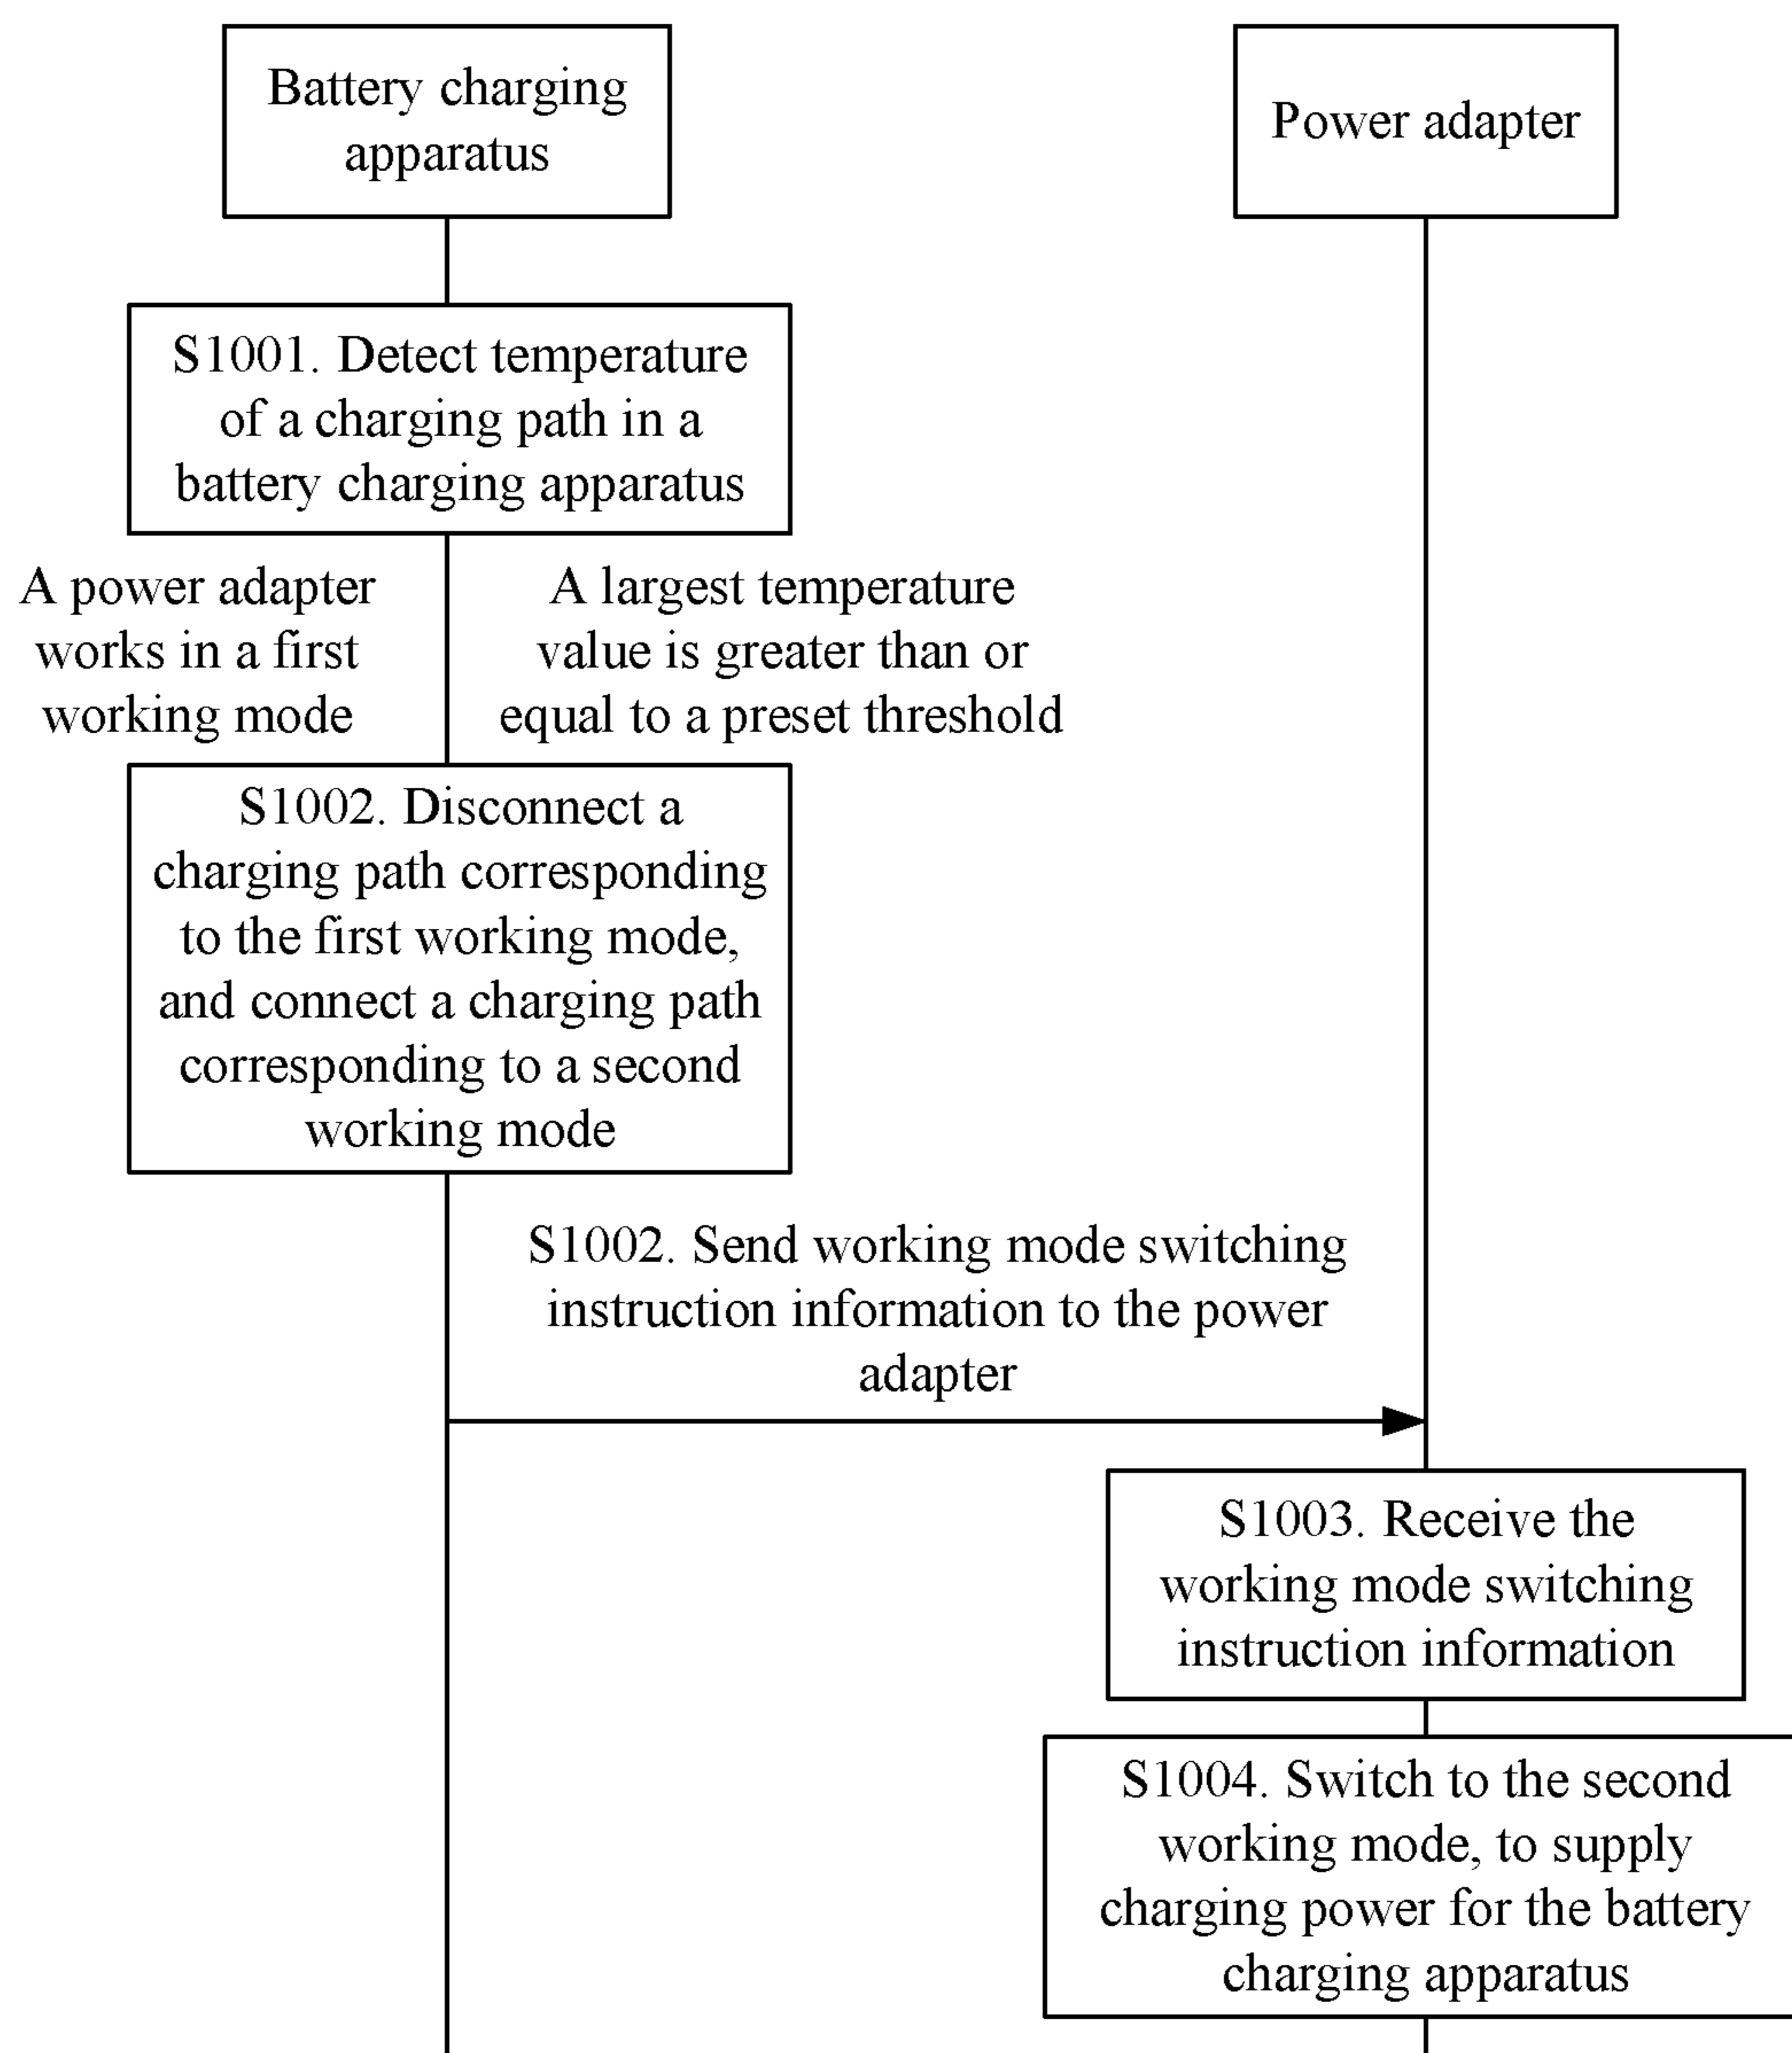 Battery charging
apparatus
Power adapter
S1001. Detect temperature
of a charging path in a
battery charging apparatus
A power adapter
works in a first
working mode
A largest temperature
value is greater than or
equal to a preset threshold
S1002. Disconnect a
charging path corresponding
to the first working mode,
and connect a charging path
corresponding to a second
working mode
S1002. Send working mode switching
instruction information to the power
adapter
S1003. Receive the
working mode switching
instruction information
S1004. Switch to the second
working mode, to supply
charging power for the battery
charging apparatus